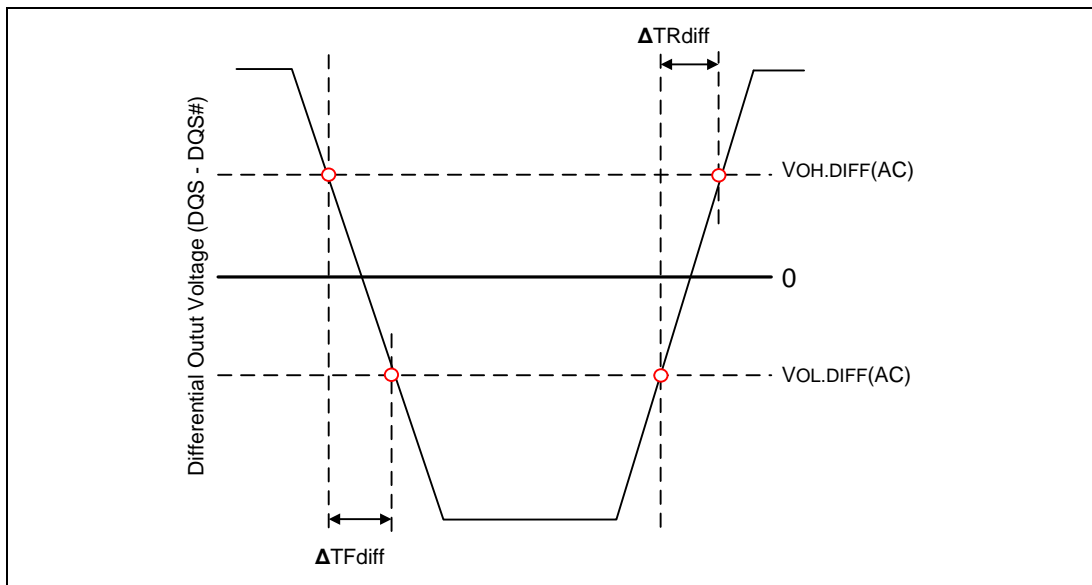 ΔTRdiff
Differential Outut Voltage (DQS - DQS#)
VOH.DIFF(AC)
0
VOL.DIFF(AC)
ΔTFdiff